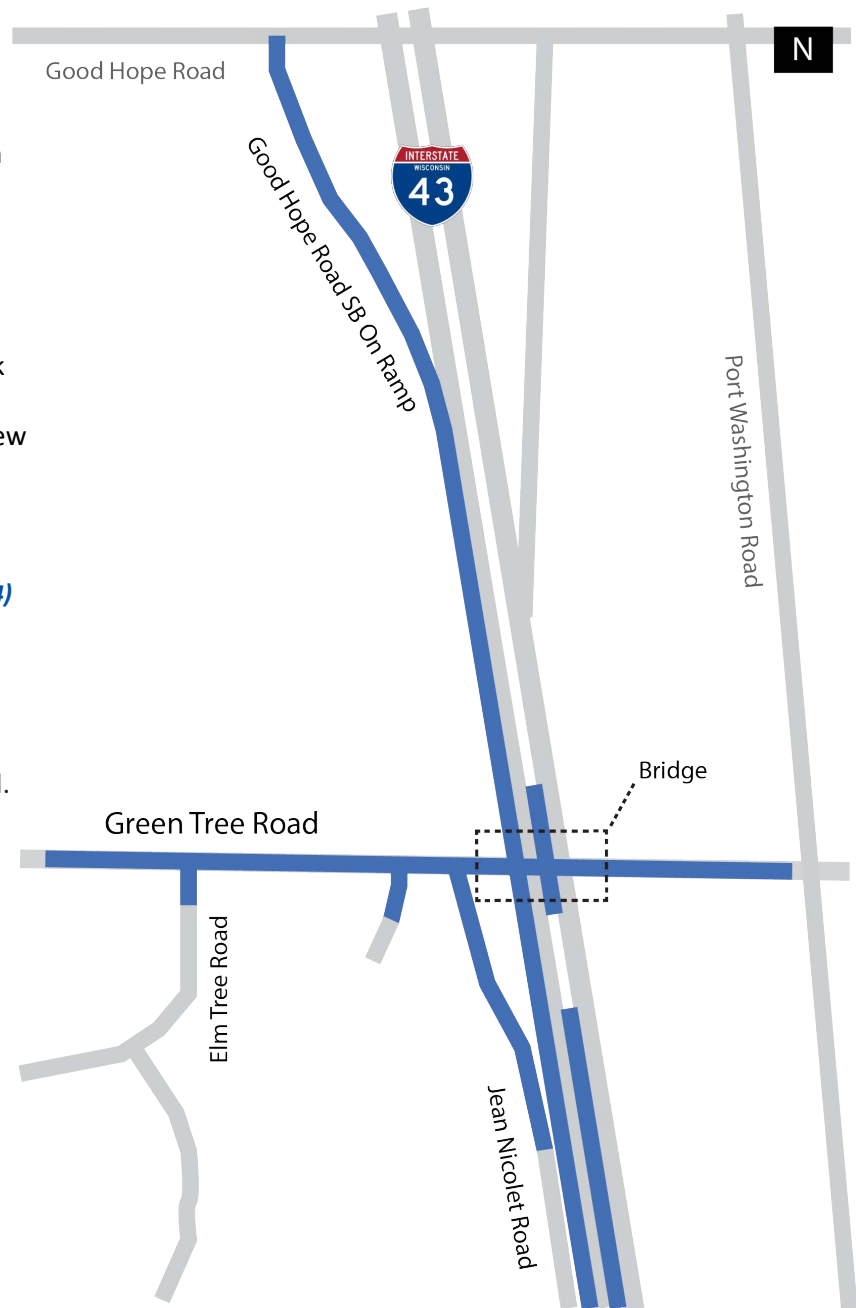 N
Good Hope Road
INTERSTATE
WISCONSIN
43
Good Hope Road SB On Ramp
Port Washington Road
Bridge
Green Tree Road
Elm Tree Road
Jean Nicolet Road